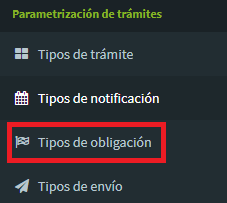 Parametrización de trámites
Tipos de trámite
Tipos de notificación
Tipos de obligación
Tipos de envío